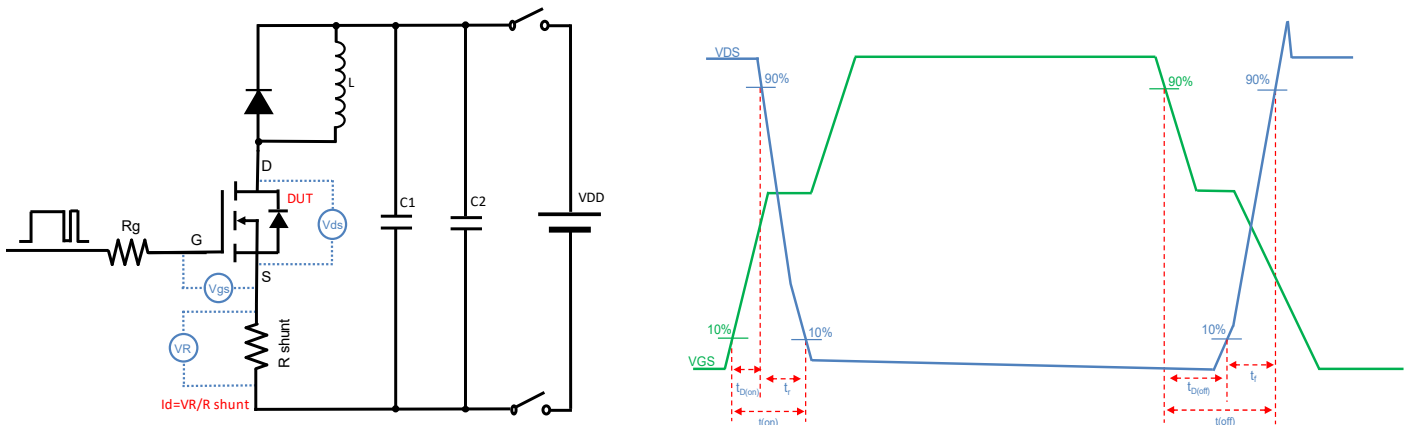 L
D
DUT
C1
C2
VDD
Rg
G
Vds
S
Vgs
VR
R shunt
Id=VR/R shunt
VDS
90%
90%
90%
10%
10%
10%
VGS
tD(on)
tr
t(on)
tD(off)
tf
t(off)